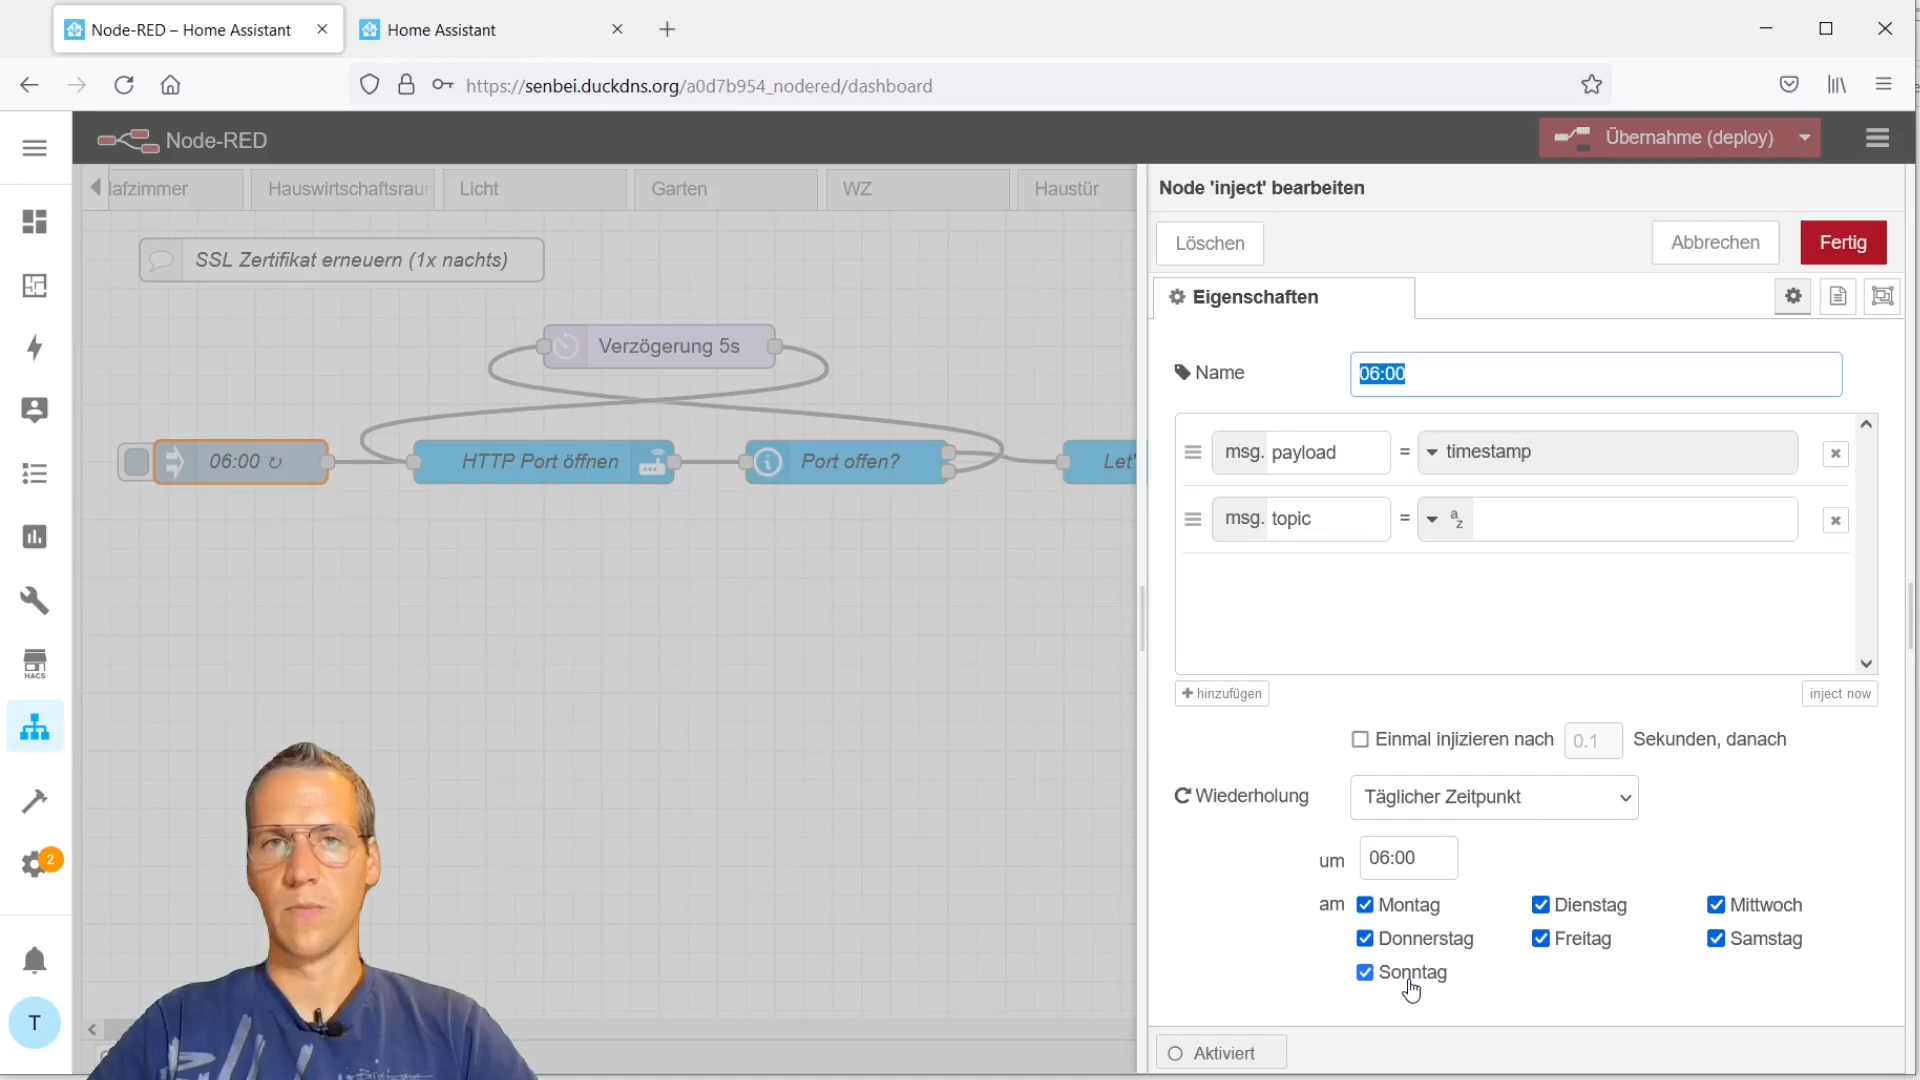 Node-RED – Home Assistant
Home Assistant
https://senbei.duckdns.org/a0d7b954_nodered/dashboard
Node-RED
Übernahme (deploy)
lafzimmer
Hauswirtschaftsraun
Licht
Garten
WZ
Haustür
Node 'inject' bearbeiten
Löschen
Abbrechen
Fertig
SSL Zertifikat erneuern (1x nachts)
Eigenschaften
Verzögerung 5s
Name
06:00
06:00 ↻
HTTP Port öffnen
Port offen?
Let'
msg. payload = timestamp
msg. topic = a z
HACS
+ hinzufügen
inject now
Einmal injizieren nach 0.1 Sekunden, danach
Wiederholung
Täglicher Zeitpunkt
um 06:00
2
am Montag Dienstag Mittwoch
Donnerstag Freitag Samstag
Sonntag
T
Aktiviert